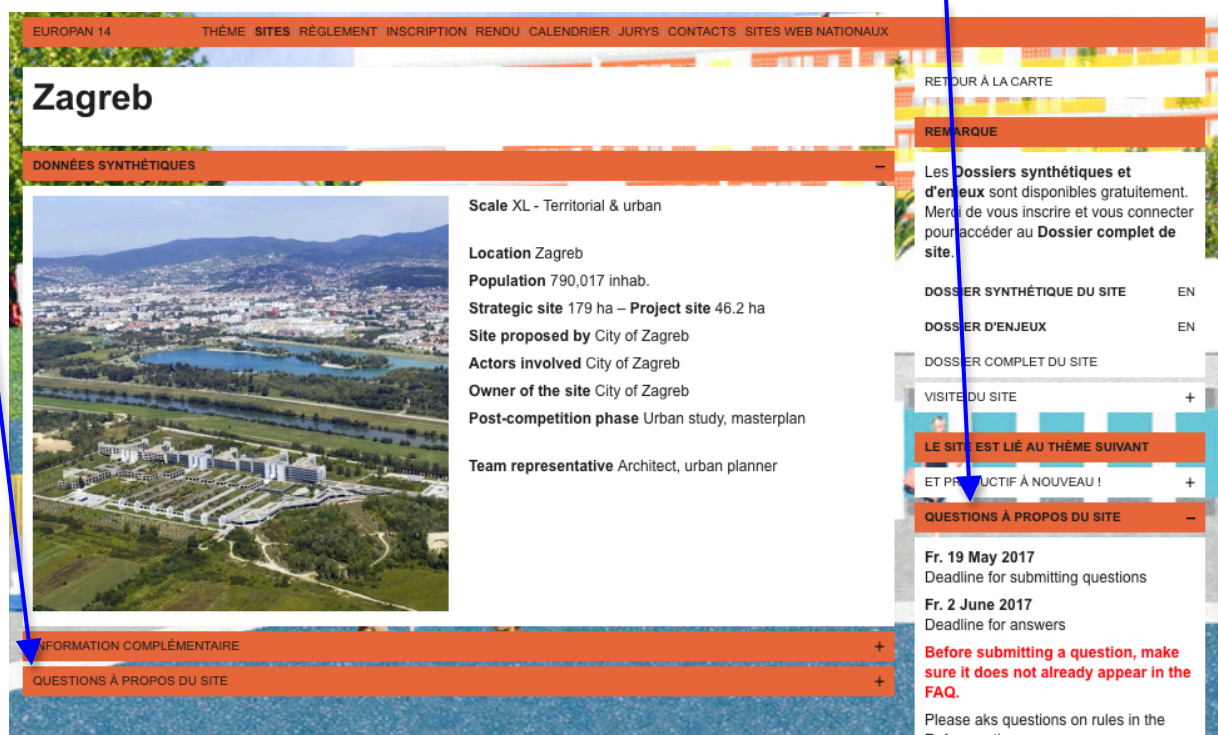 EUROPAN 14 THÈME SITES RÈGLEMENT INSCRIPTION RENDU CALENDRIER JURYS CONTACTS SITES WEB NATIONAUX
Zagreb
DONNÉES SYNTHÉTIQUES –
Scale XL - Territorial & urban
Location Zagreb
Population 790,017 inhab.
Strategic site 179 ha – Project site 46.2 ha
Site proposed by City of Zagreb
Actors involved City of Zagreb
Owner of the site City of Zagreb
Post-competition phase Urban study, masterplan
Team representative Architect, urban planner
INFORMATION COMPLÉMENTAIRE +
QUESTIONS À PROPOS DU SITE +
RETOUR À LA CARTE
REMARQUE
Les Dossiers synthétiques et
d'enjeux sont disponibles gratuitement.
Merci de vous inscrire et vous connecter
pour accéder au Dossier complet de
site.
DOSSIER SYNTHÉTIQUE DU SITE EN
DOSSIER D'ENJEUX EN
DOSSIER COMPLET DU SITE
VISITE DU SITE +
LE SITE EST LIÉ AU THÈME SUIVANT
ET PRODUCTIF À NOUVEAU ! +
QUESTIONS À PROPOS DU SITE –
Fr. 19 May 2017
Deadline for submitting questions
Fr. 2 June 2017
Deadline for answers
Before submitting a question, make
sure it does not already appear in the
FAQ.
Please aks questions on rules in the